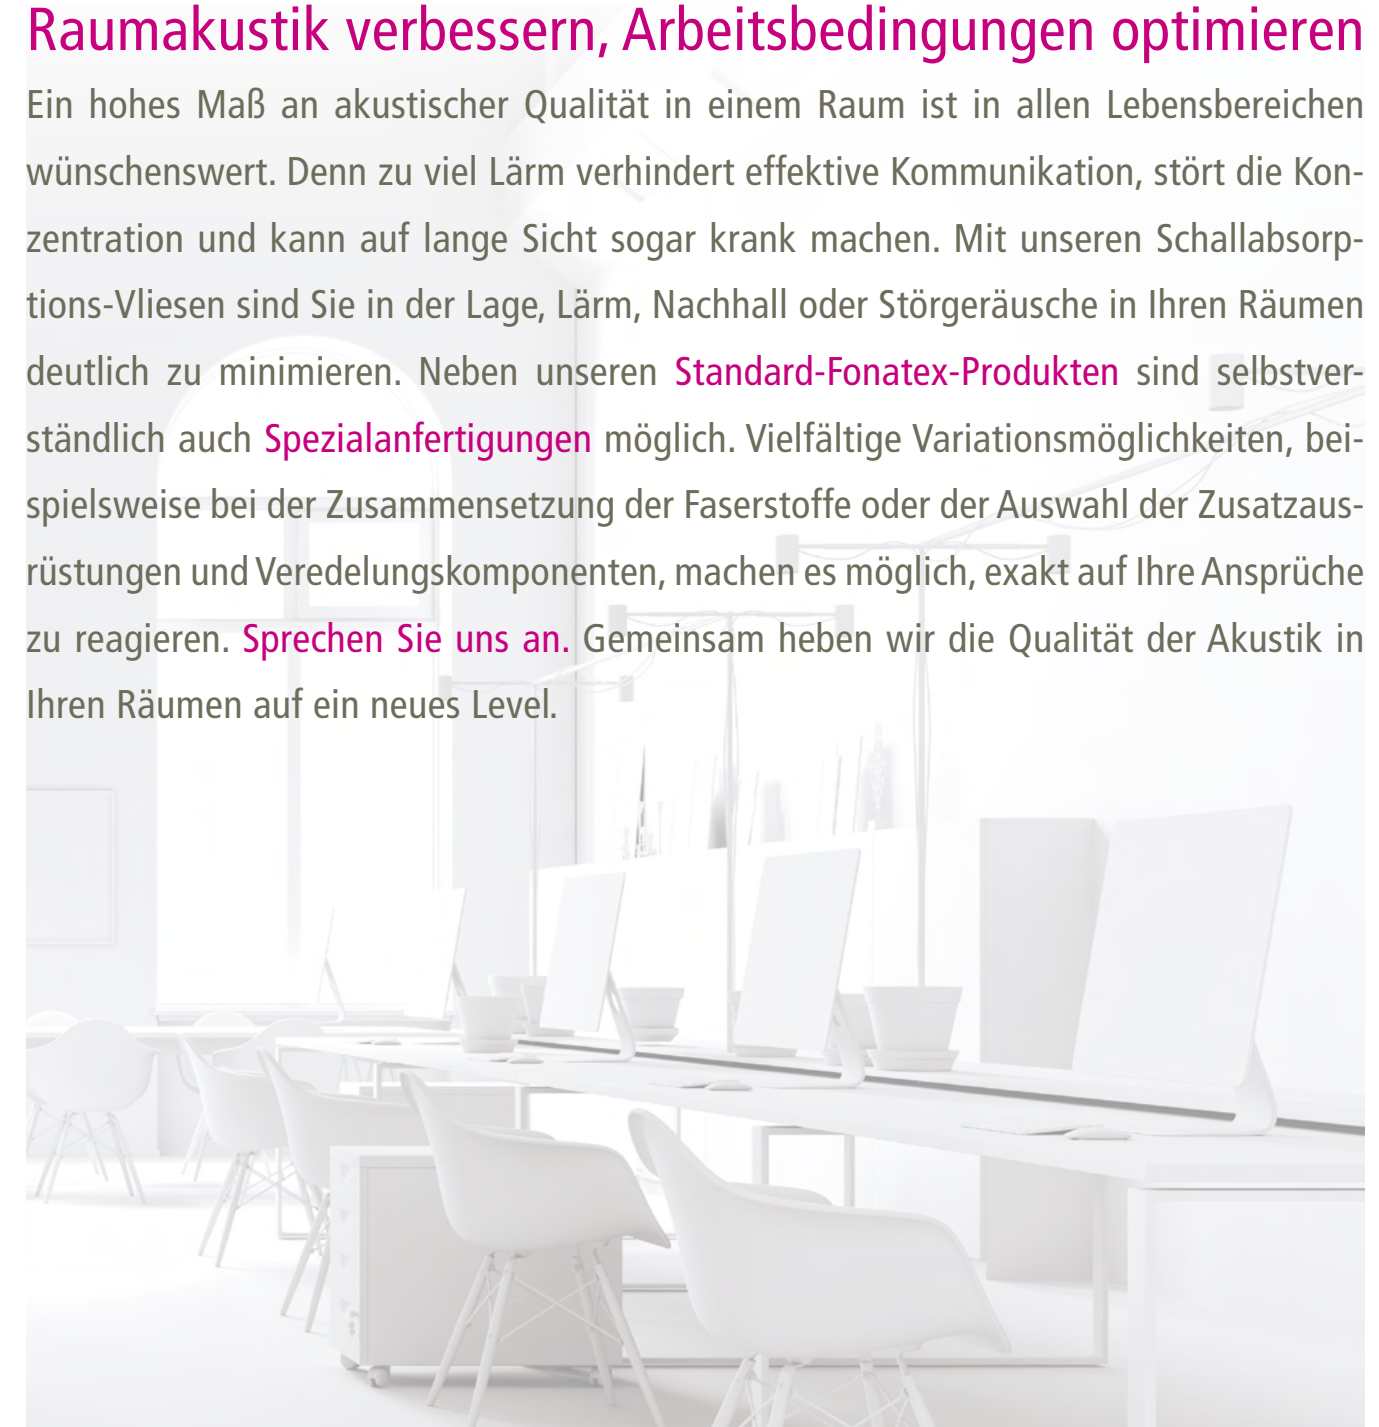 Raumakustik verbessern, Arbeitsbedingungen optimieren
Ein hohes Maß an akustischer Qualität in einem Raum ist in allen Lebensbereichen
wünschenswert. Denn zu viel Lärm verhindert effektive Kommunikation, stört die Kon-
zentration und kann auf lange Sicht sogar krank machen. Mit unseren Schallabsorp-
tions-Vliesen sind Sie in der Lage, Lärm, Nachhall oder Störgeräusche in Ihren Räumen
deutlich zu minimieren. Neben unseren Standard-Fonatex-Produkten sind selbstver-
ständlich auch Spezialanfertigungen möglich. Vielfältige Variationsmöglichkeiten, bei-
spielsweise bei der Zusammensetzung der Faserstoffe oder der Auswahl der Zusatzaus-
rüstungen und Veredelungskomponenten, machen es möglich, exakt auf Ihre Ansprüche
zu reagieren. Sprechen Sie uns an. Gemeinsam heben wir die Qualität der Akustik in
Ihren Räumen auf ein neues Level.